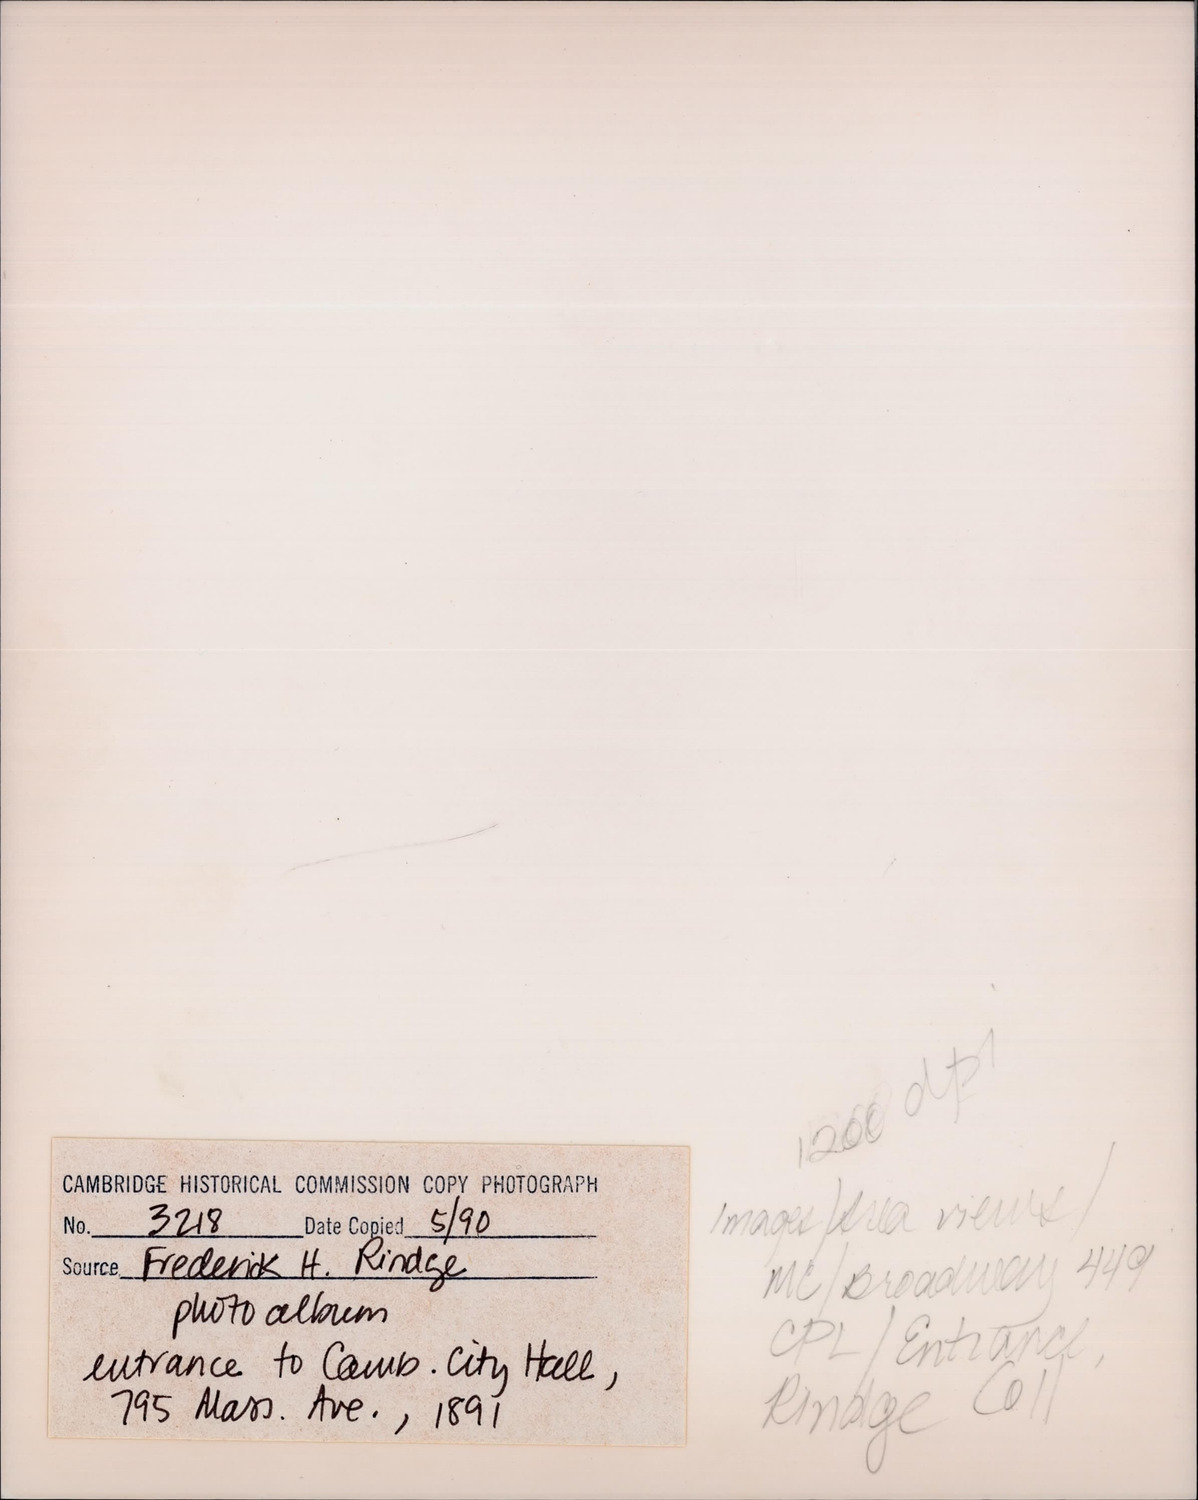 CAMBRIDGE HISTORICAL COMMISSION COPY PHOTOGRAPH
No. 3218 Date Copied 5/90
Source Frederick H. Rindge
photo album
entrance to Camb. City Hall,
795 Mass. Ave., 1891
1200 dpi
Images/Area views/
MC/Broadway 449
CPL/Entrance,
Rindge Coll